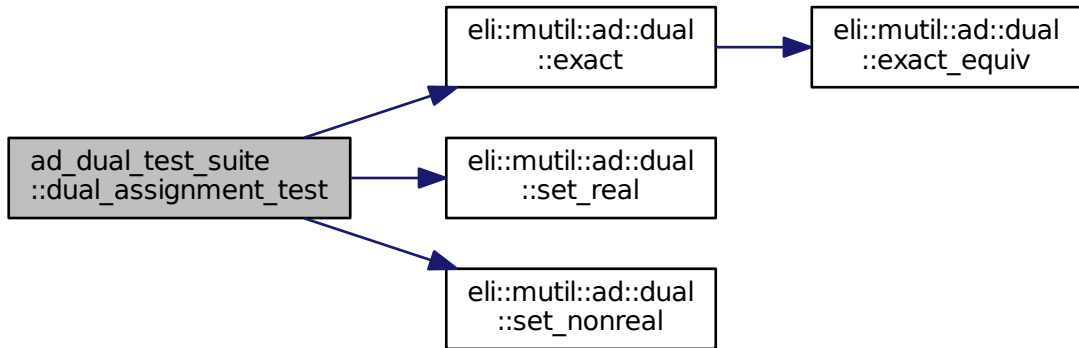 eli::mutil::ad::dual
::exact
eli::mutil::ad::dual
::exact_equiv
ad_dual_test_suite
::dual_assignment_test
eli::mutil::ad::dual
::set_real
eli::mutil::ad::dual
::set_nonreal